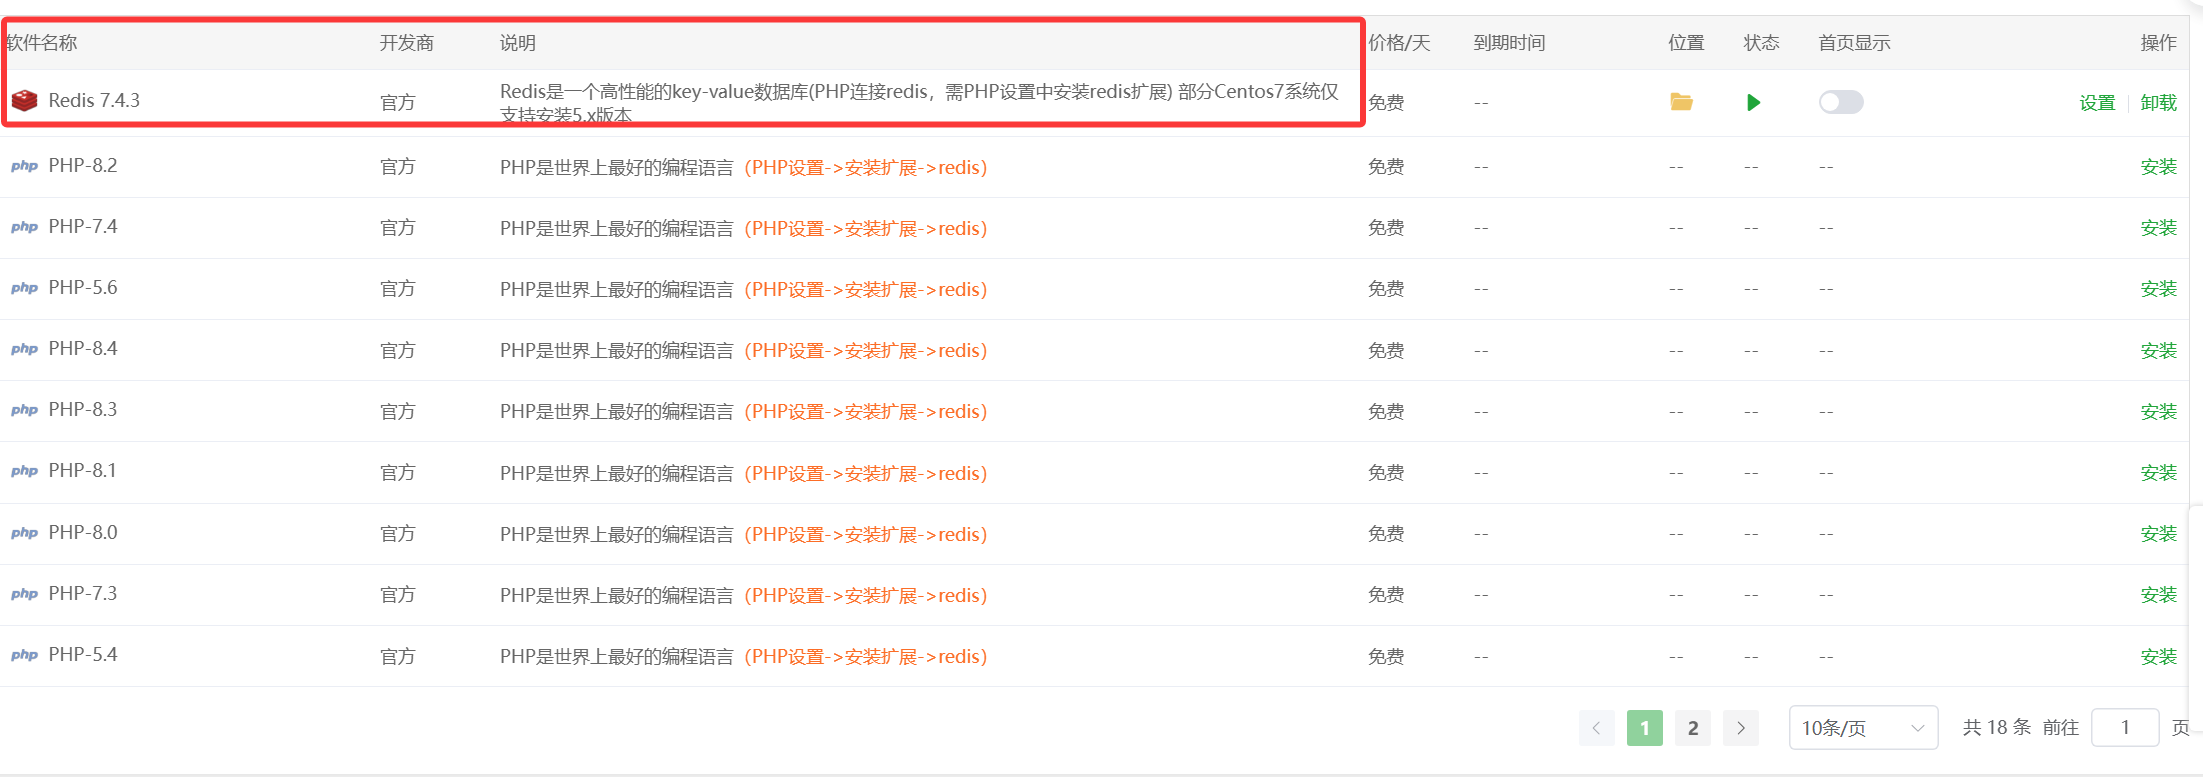 软件名称 开发商 说明 价格/天 到期时间 位置 状态 首页显示 操作
Redis 7.4.3 官方 Redis是一个高性能的key-value数据库(PHP连接redis，需PHP设置中安装redis扩展) 部分Centos7系统仅 免费 -- 设置 卸载
支持安装5.x版本
php PHP-8.2 官方 PHP是世界上最好的编程语言（PHP设置->安装扩展->redis） 免费 -- -- -- -- 安装
php PHP-7.4 官方 PHP是世界上最好的编程语言（PHP设置->安装扩展->redis） 免费 -- -- -- -- 安装
php PHP-5.6 官方 PHP是世界上最好的编程语言（PHP设置->安装扩展->redis） 免费 -- -- -- -- 安装
php PHP-8.4 官方 PHP是世界上最好的编程语言（PHP设置->安装扩展->redis） 免费 -- -- -- -- 安装
php PHP-8.3 官方 PHP是世界上最好的编程语言（PHP设置->安装扩展->redis） 免费 -- -- -- -- 安装
php PHP-8.1 官方 PHP是世界上最好的编程语言（PHP设置->安装扩展->redis） 免费 -- -- -- -- 安装
php PHP-8.0 官方 PHP是世界上最好的编程语言（PHP设置->安装扩展->redis） 免费 -- -- -- -- 安装
php PHP-7.3 官方 PHP是世界上最好的编程语言（PHP设置->安装扩展->redis） 免费 -- -- -- -- 安装
php PHP-5.4 官方 PHP是世界上最好的编程语言（PHP设置->安装扩展->redis） 免费 -- -- -- -- 安装
1 2 10条/页 共 18 条 前往 1 页